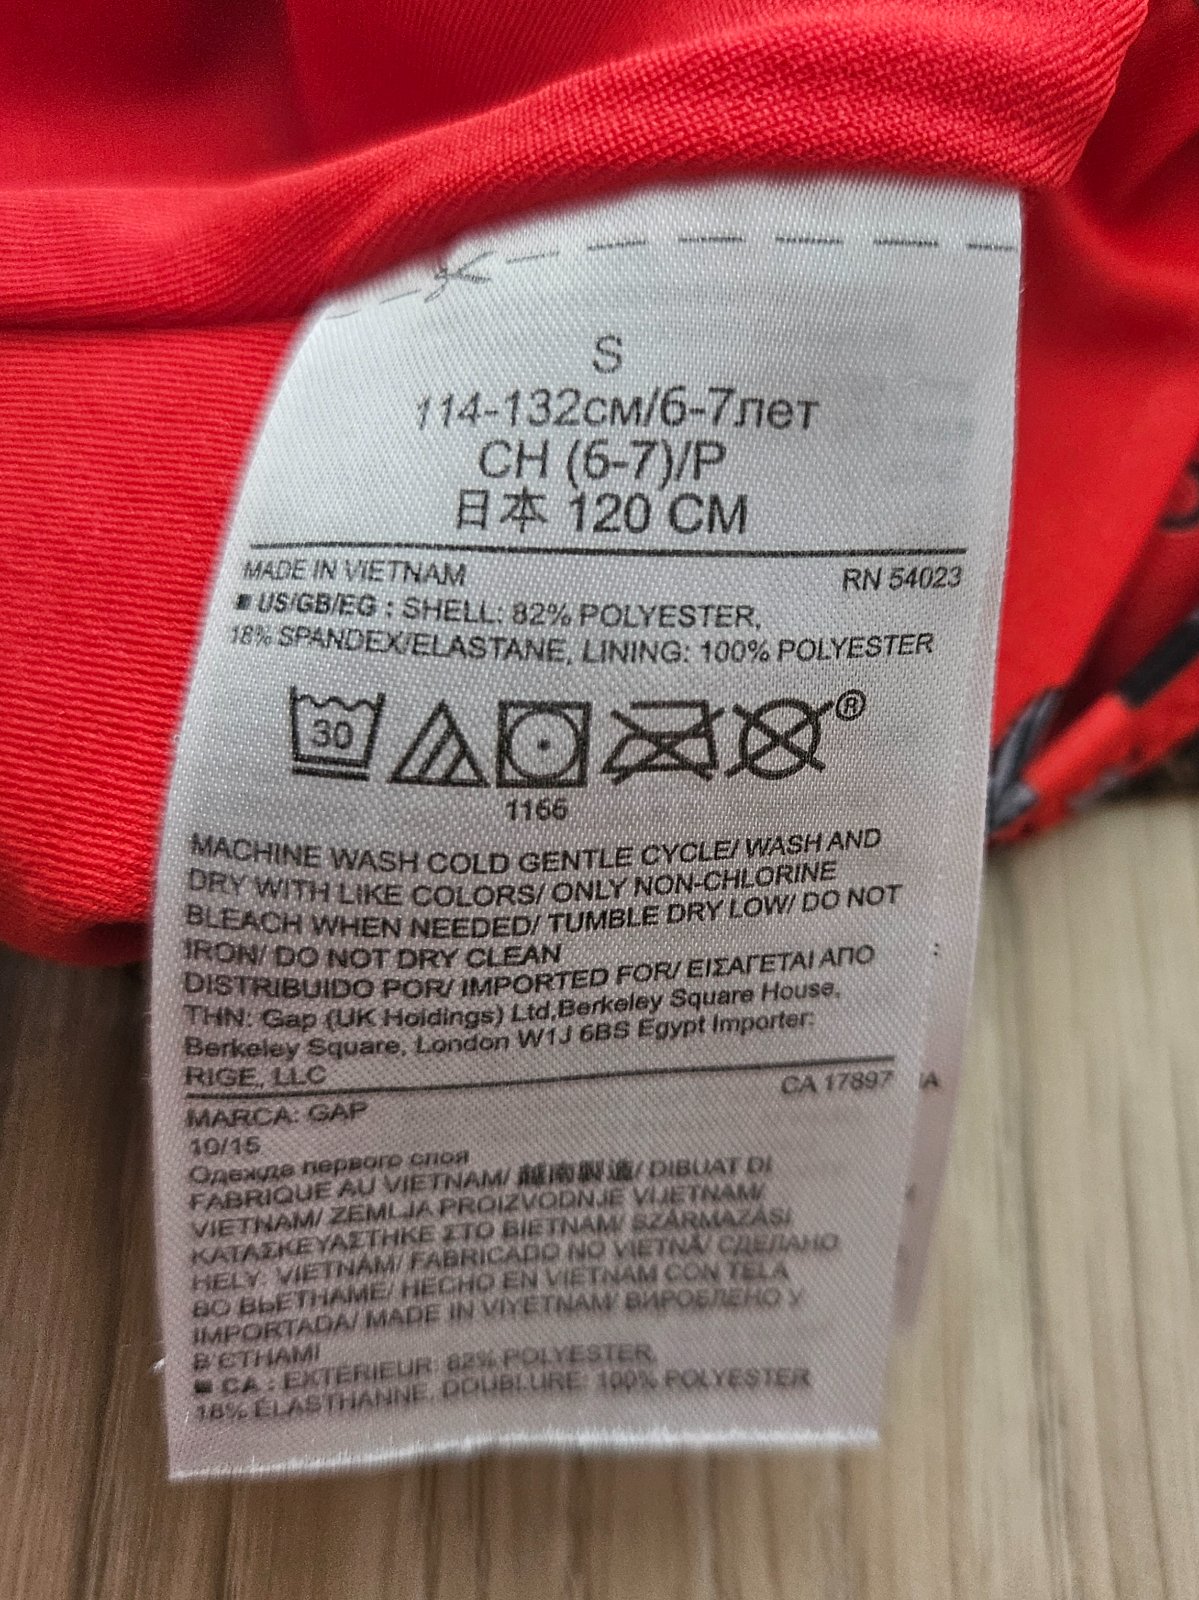 S
114-132см/6-7лет
CH (6-7)/P
日本 120 CM
MADE IN VIETNAM
RN 54023
■ US/GB/EG : SHELL: 82% POLYESTER,
18% SPANDEX/ELASTANE, LINING: 100% POLYESTER
30
®
1166
MACHINE WASH COLD GENTLE CYCLE/ WASH AND
DRY WITH LIKE COLORS/ ONLY NON-CHLORINE
BLEACH WHEN NEEDED/ TUMBLE DRY LOW/ DO NOT
IRON/ DO NOT DRY CLEAN
DISTRIBUIDO POR/ IMPORTED FOR/ ΕΙΣΑΓΕΤΑΙ ΑΠΟ
ΤΗΝ: Gap (UK Holdings) Ltd,Berkeley Square House,
Berkeley Square, London W1J 6BS Egypt Importer:
RIGE, LLC
CA 17897
MARCA: GAP
10/15
Одежде первого слоя
FABRIQUE AU VIETNAM/ 越南製造/ DIBUAT DI
VIETNAM/ ZEMLJA PROIZVODNJE VIJETNAM/
ΚΑΤΑΣΚΕΥΑΣΤΗΚΕ ΣΤΟ ΒΙΕΤΝΑΜ/ SZÁRMAZÁSI
HELY: VIETNÁM/ FABRICADO NO VIETNÃ/ СДЕЛАНО
ВО ВЬЕТНАМЕ/ HECHO EN VIETNAM CON TELA
IMPORTADA/ MADE IN VIYETNAM/ ВИРОБЛЕНО У
В'ЄТНАМІ
■ CA : EXTERIEUR: 82% POLYESTER,
18% ÉLASTHANNE, DOUBLURE: 100% POLYESTER